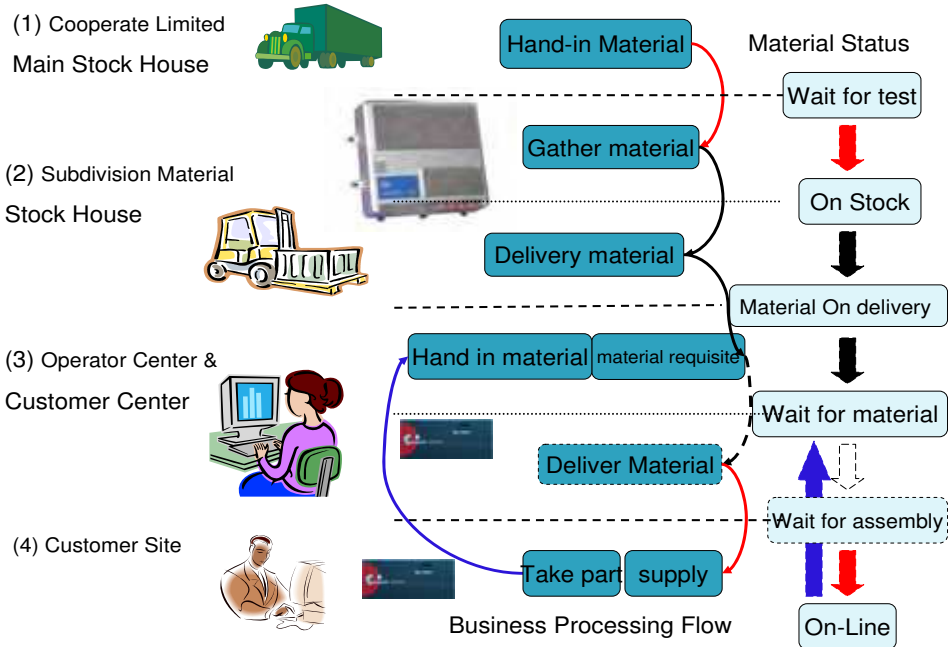 (1) Cooperate Limited
Main Stock House
Hand-in Material
Material Status
Wait for test
Gather material
(2) Subdivision Material
Stock House
On Stock
Delivery material
Material On delivery
(3) Operator Center &
Customer Center
Hand in material
material requisite
Wait for material
Deliver Material
Wait for assembly
(4) Customer Site
Take part
supply
Business Processing Flow
On-Line